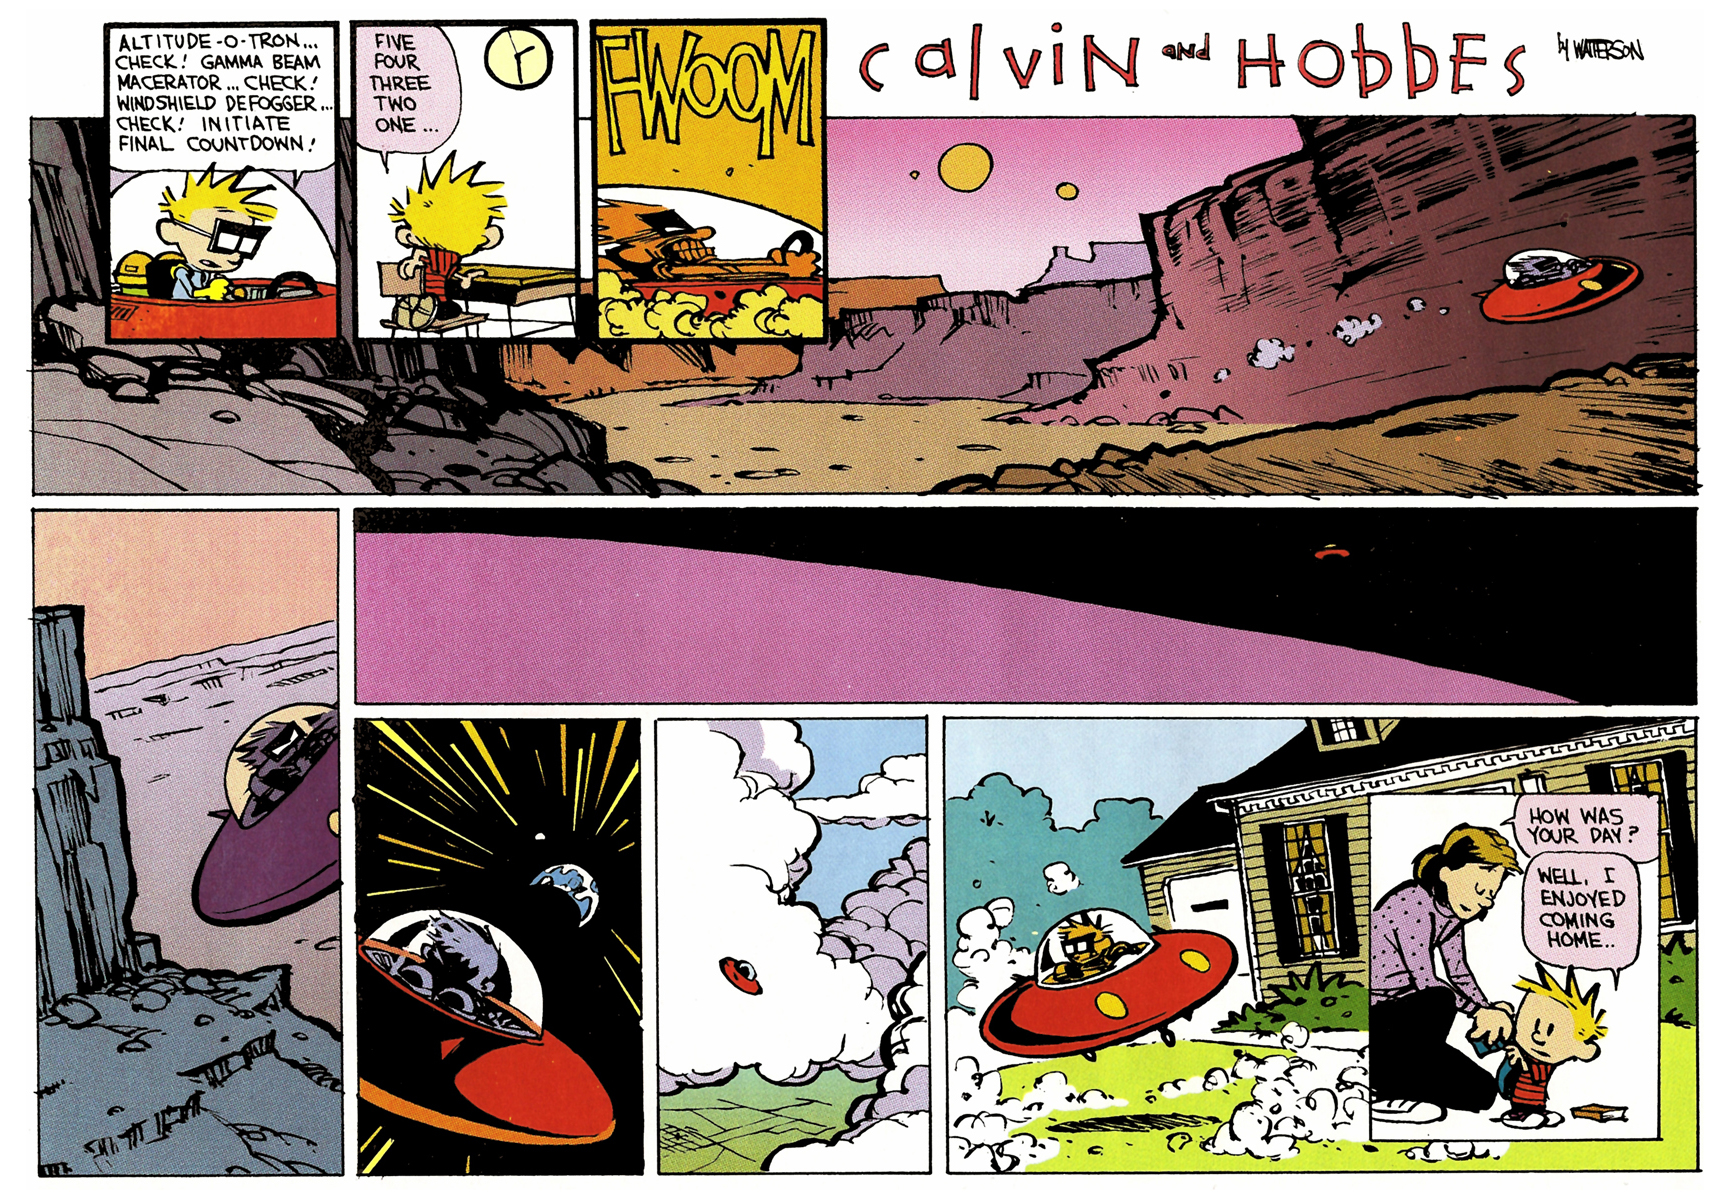 ALTITUDE-O-TRON...
CHECK! GAMMA BEAM
MACERATOR... CHECK!
WINDSHIELD DEFOGGER...
CHECK! INITIATE
FINAL COUNTDOWN!
FIVE
FOUR
THREE
TWO
ONE...
FWOOM
CALVIN and HOBBES
by WATTERSON
HOW WAS
YOUR DAY?
WELL, I
ENJOYED
COMING
HOME..